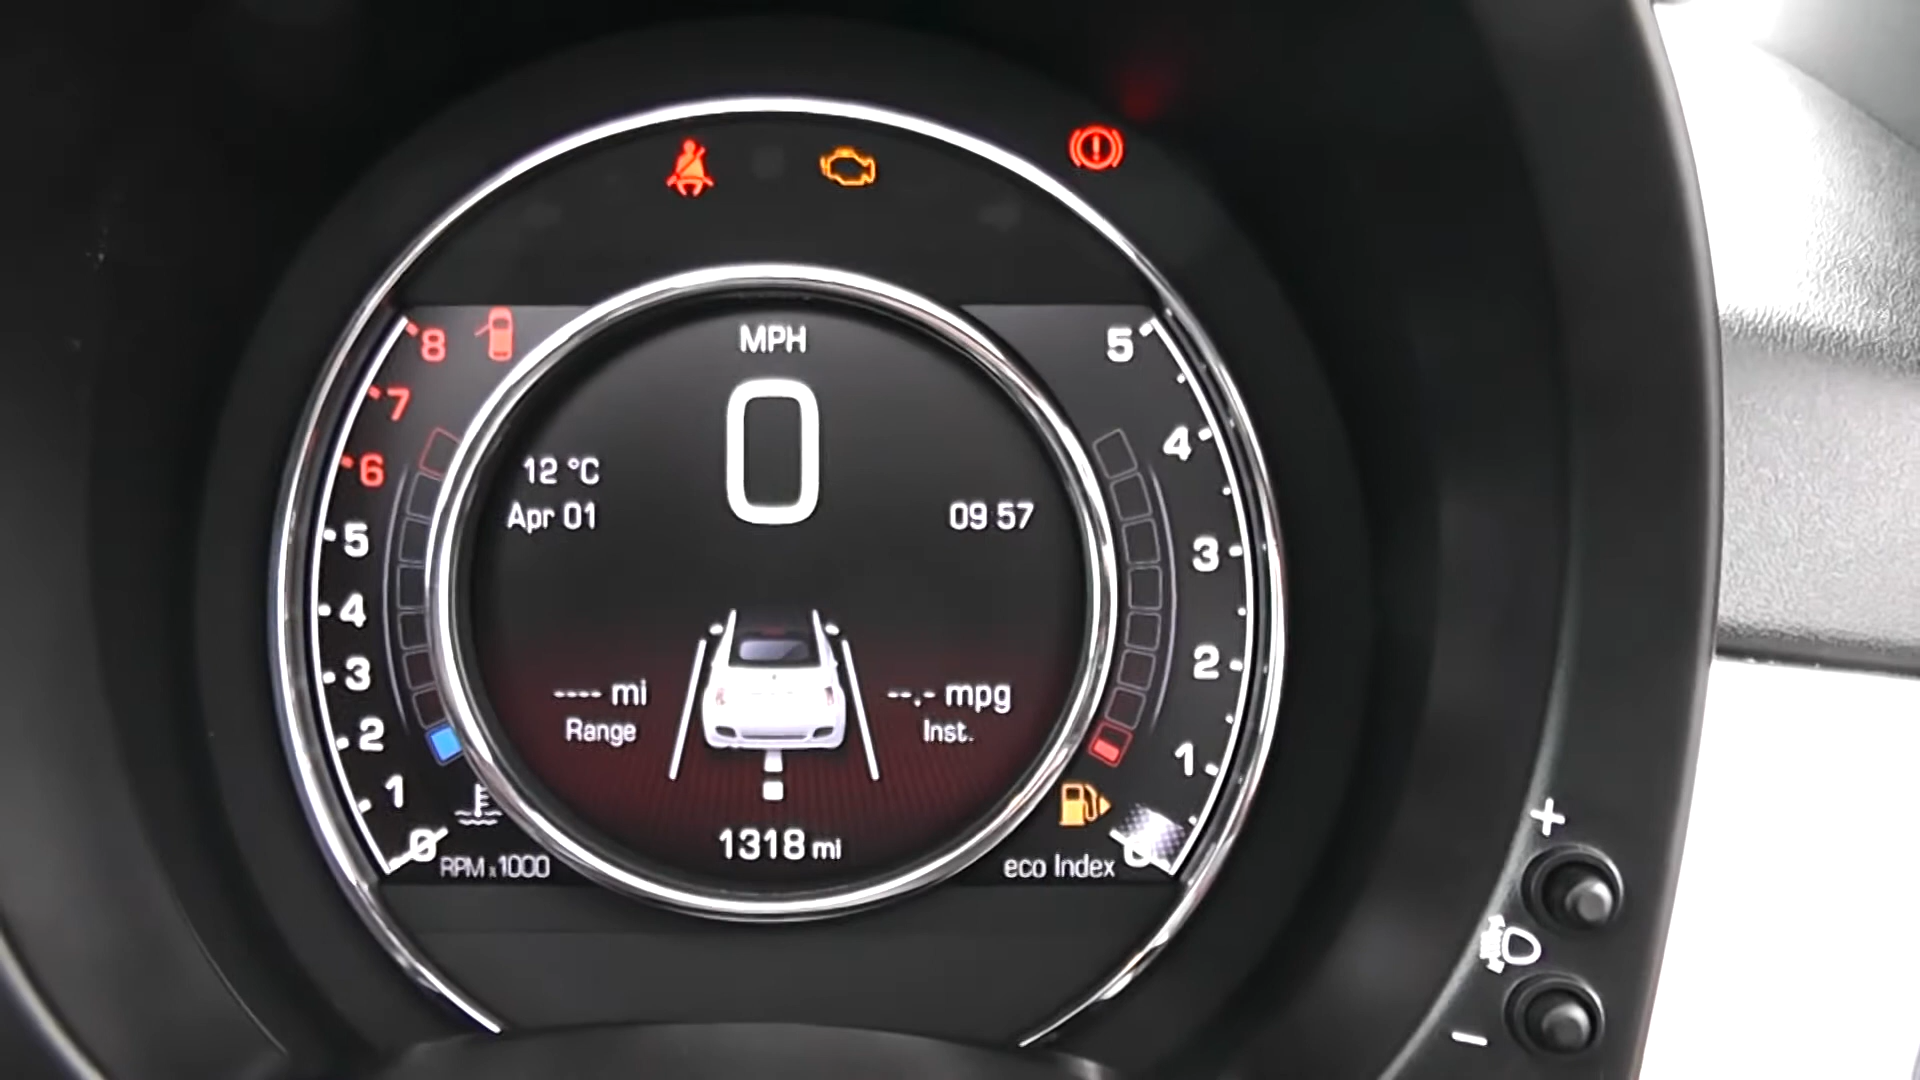 MPH
0
12 °C
Apr 01
09 57
---- mi
Range
--.- mpg
Inst.
1318 mi
8
7
6
5
4
3
2
1
0
RPM x1000
5
4
3
2
1
0
eco Index
+
−